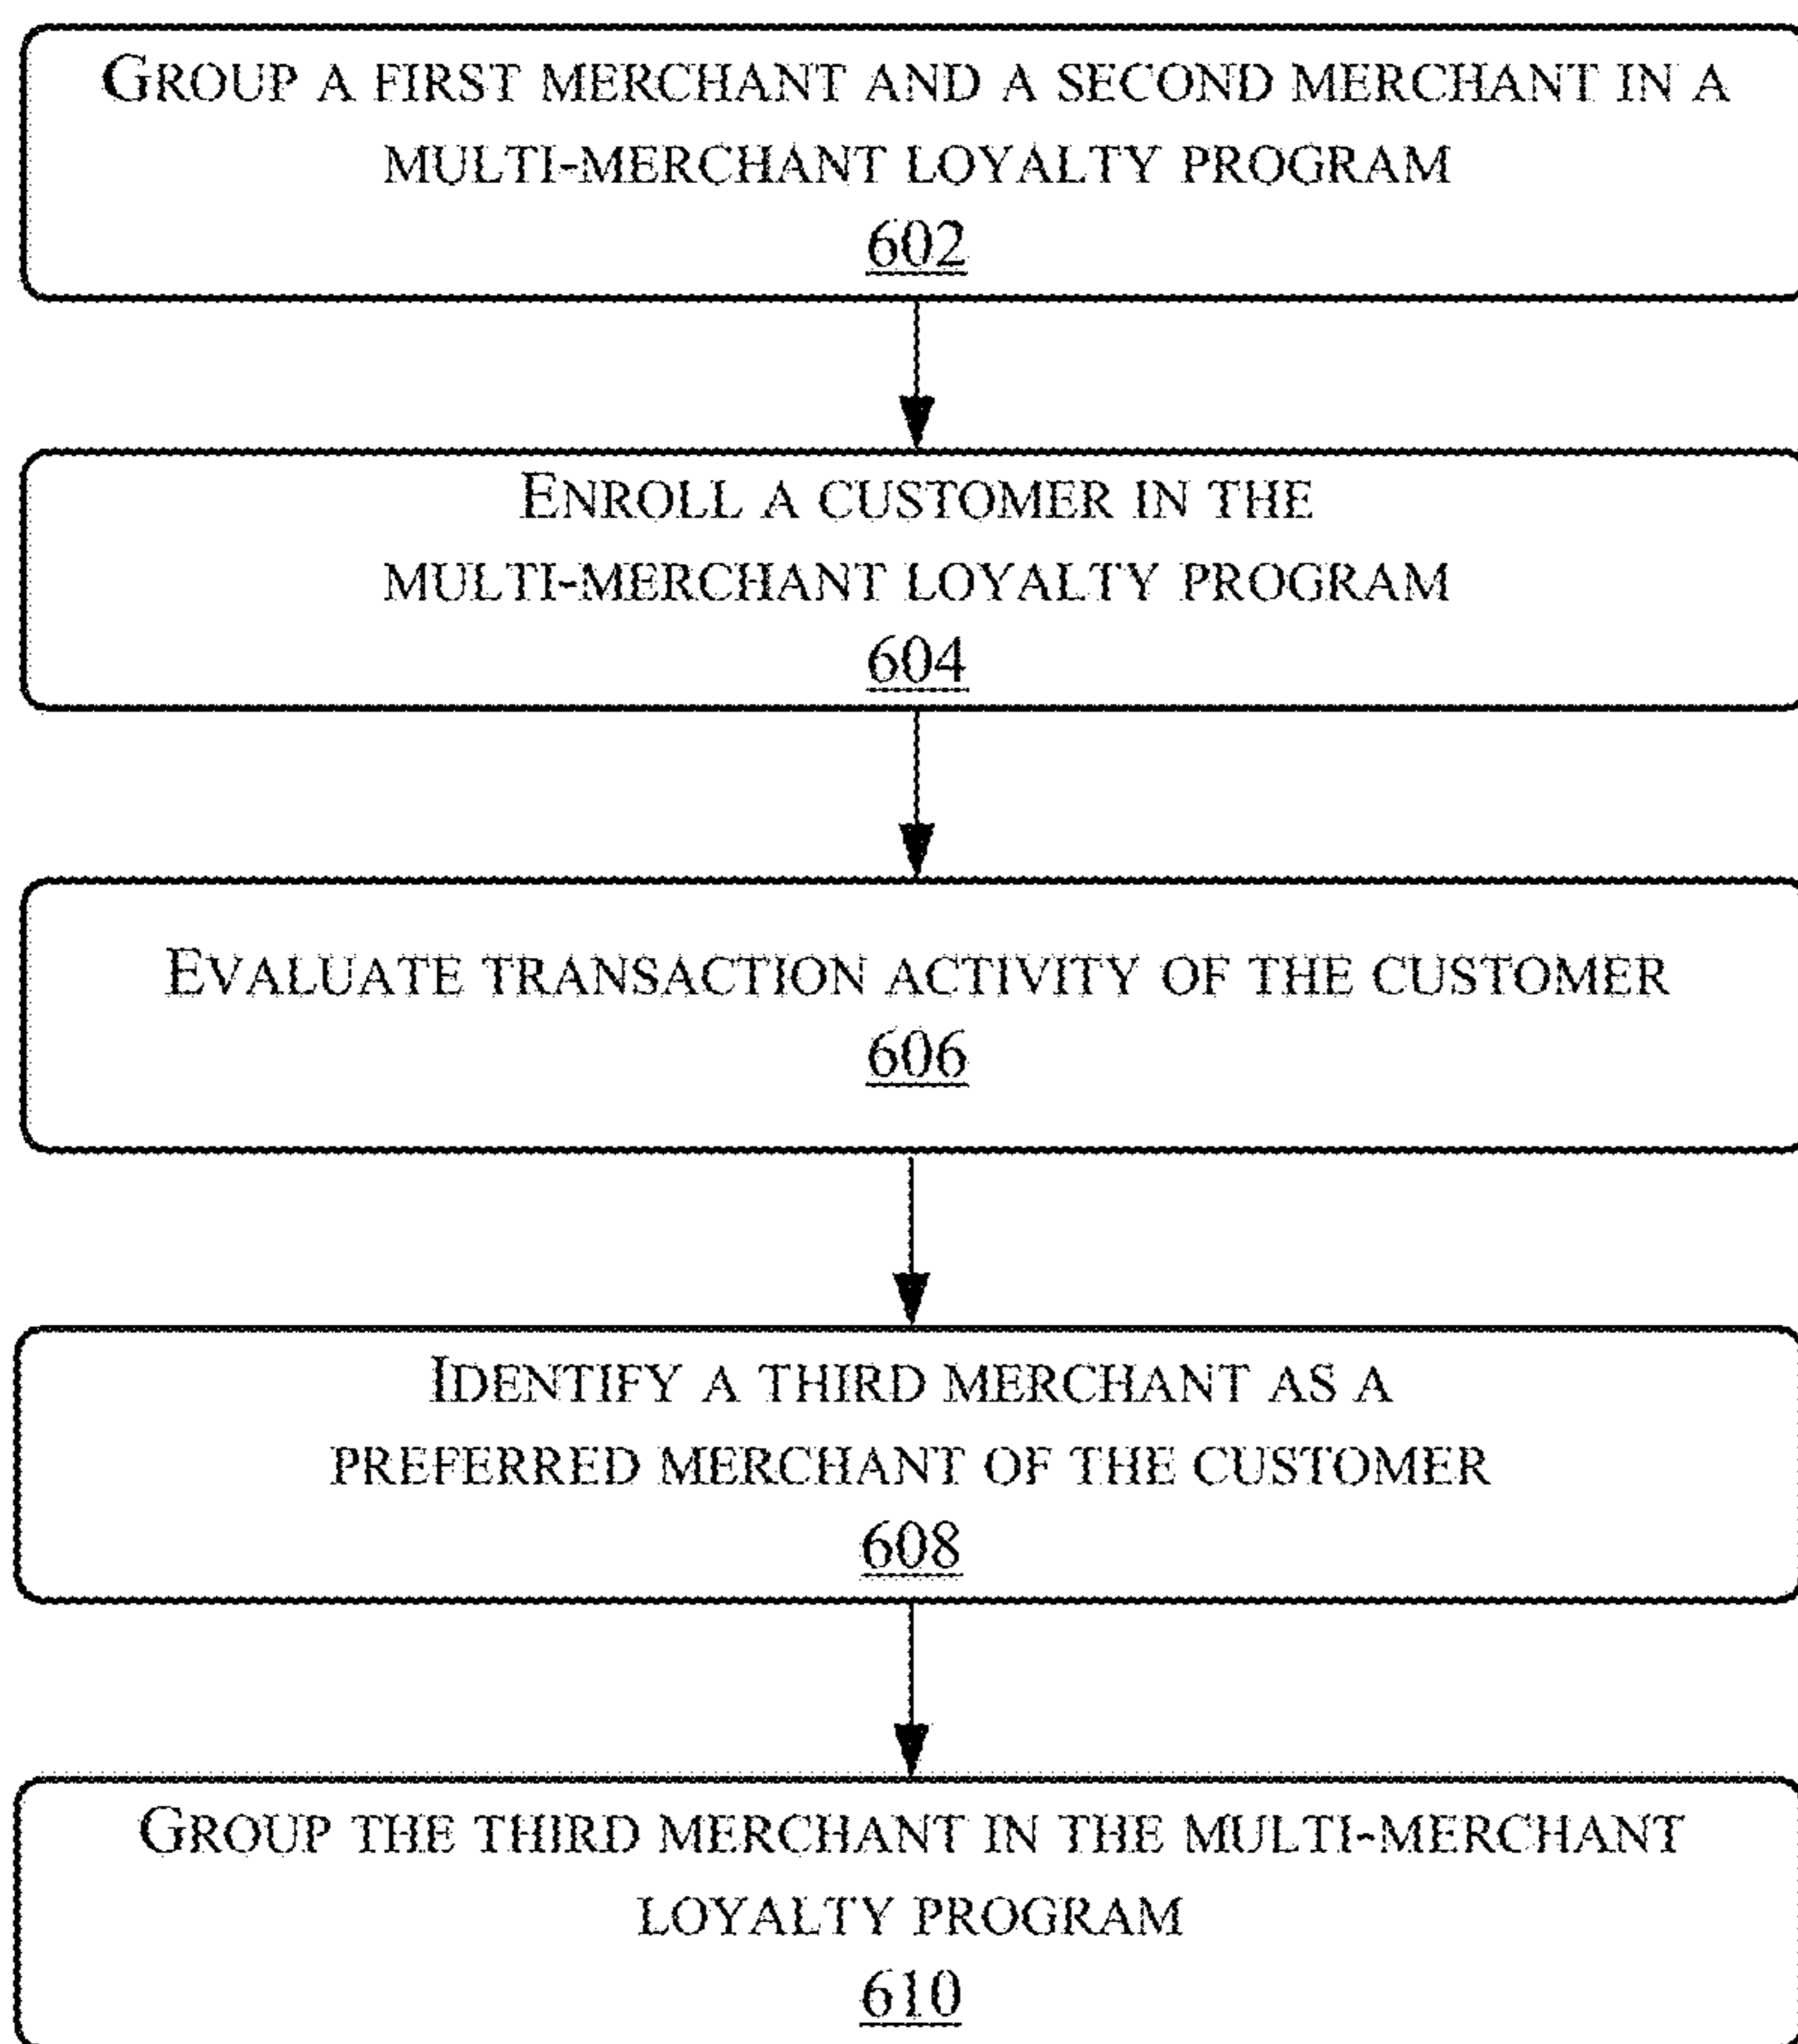 GROUP A FIRST MERCHANT AND A SECOND MERCHANT IN A
MULTI-MERCHANT LOYALTY PROGRAM
602
ENROLL A CUSTOMER IN THE
MULTI-MERCHANT LOYALTY PROGRAM
604
EVALUATE TRANSACTION ACTIVITY OF THE CUSTOMER
606
IDENTIFY A THIRD MERCHANT AS A
PREFERRED MERCHANT OF THE CUSTOMER
608
GROUP THE THIRD MERCHANT IN THE MULTI-MERCHANT
LOYALTY PROGRAM
610